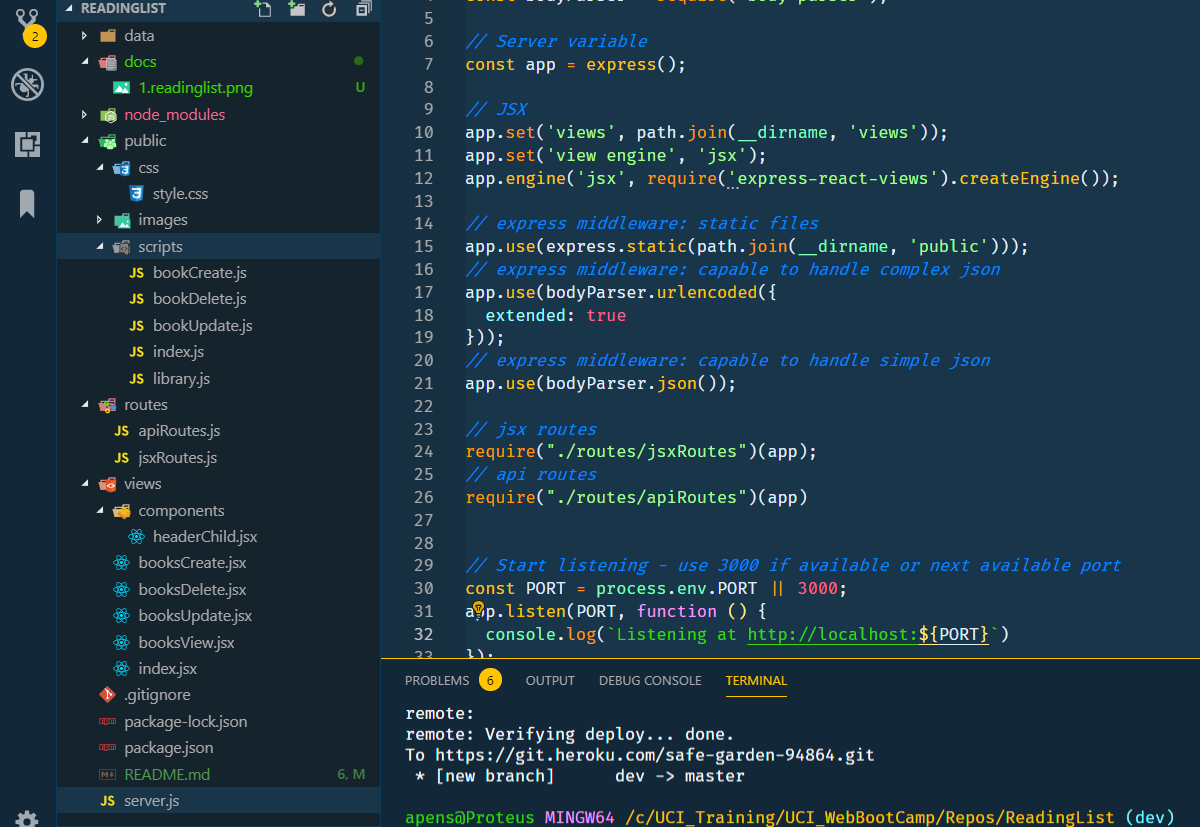 2
READINGLIST
data
docs
1.readinglist.png U
node_modules
public
css
style.css
images
scripts
JS bookCreate.js
JS bookDelete.js
JS bookUpdate.js
JS index.js
JS library.js
routes
JS apiRoutes.js
JS jsxRoutes.js
views
components
headerChild.jsx
booksCreate.jsx
booksDelete.jsx
booksUpdate.jsx
booksView.jsx
index.jsx
.gitignore
package-lock.json
package.json
README.md 6, M
JS server.js
5
6 // Server variable
7 const app = express();
8
9 // JSX
10 app.set('views', path.join(__dirname, 'views'));
11 app.set('view engine', 'jsx');
12 app.engine('jsx', require('express-react-views').createEngine());
13
14 // express middleware: static files
15 app.use(express.static(path.join(__dirname, 'public')));
16 // express middleware: capable to handle complex json
17 app.use(bodyParser.urlencoded({
18 extended: true
19 }));
20 // express middleware: capable to handle simple json
21 app.use(bodyParser.json());
22
23 // jsx routes
24 require("./routes/jsxRoutes")(app);
25 // api routes
26 require("./routes/apiRoutes")(app)
27
28
29 // Start listening - use 3000 if available or next available port
30 const PORT = process.env.PORT || 3000;
31 app.listen(PORT, function () {
32 console.log(`Listening at http://localhost:${PORT}`)
33 });
PROBLEMS 6 OUTPUT DEBUG CONSOLE TERMINAL
remote:
remote: Verifying deploy... done.
To https://git.heroku.com/safe-garden-94864.git
* [new branch] dev -> master
apens@Proteus MINGW64 /c/UCI_Training/UCI_WebBootCamp/Repos/ReadingList (dev)